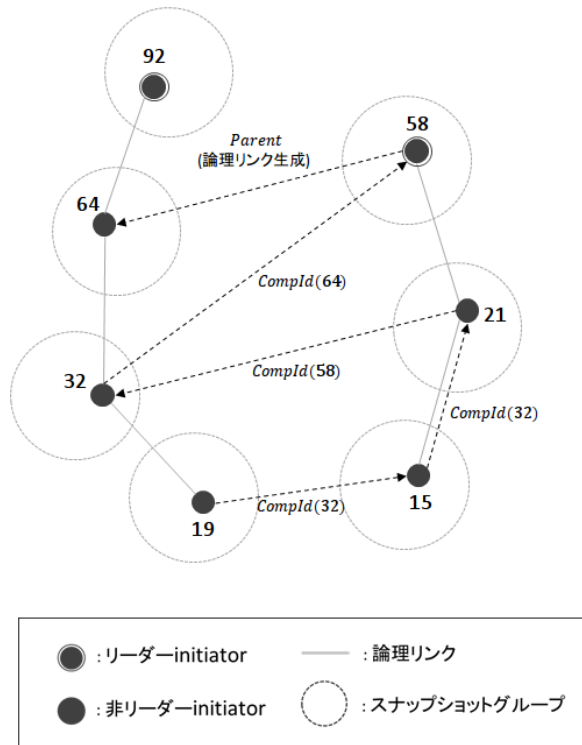 92
58
Parent
(論理リンク生成)
64
CompId(64)
21
32
CompId(58)
CompId(32)
15
CompId(32)
19
: リーダーinitiator
: 論理リンク
: 非リーダーinitiator
: スナップショットグループ